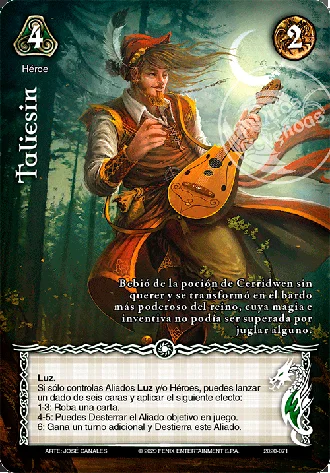 4
2
Héroe
Taliesin
Bebió de la poción de Cerridwen sin
querer y se transformó en el bardo
más poderoso del reino, cuya magia e
inventiva no podía ser superada por
juglar alguno.
Luz.
Si sólo controlas Aliados Luz y/o Héroes, puedes lanzar
un dado de seis caras y aplicar el siguiente efecto:
1-3: Roba una carta.
4-5: Puedes Desterrar el Aliado objetivo en juego.
6: Gana un turno adicional y Destierra este Aliado.
ARTE: JOSE CANALES
© 2020 FENIX ENTERTAINMENT S.P.A.